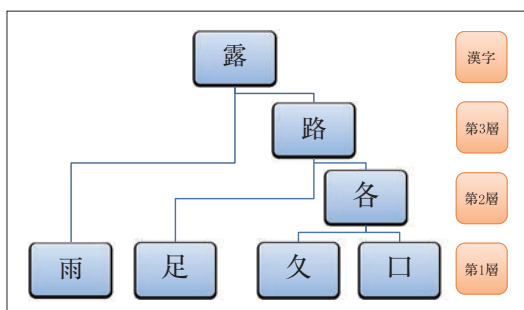 露 漢字
路 第3層
各 第2層
雨 足 夂 口 第1層